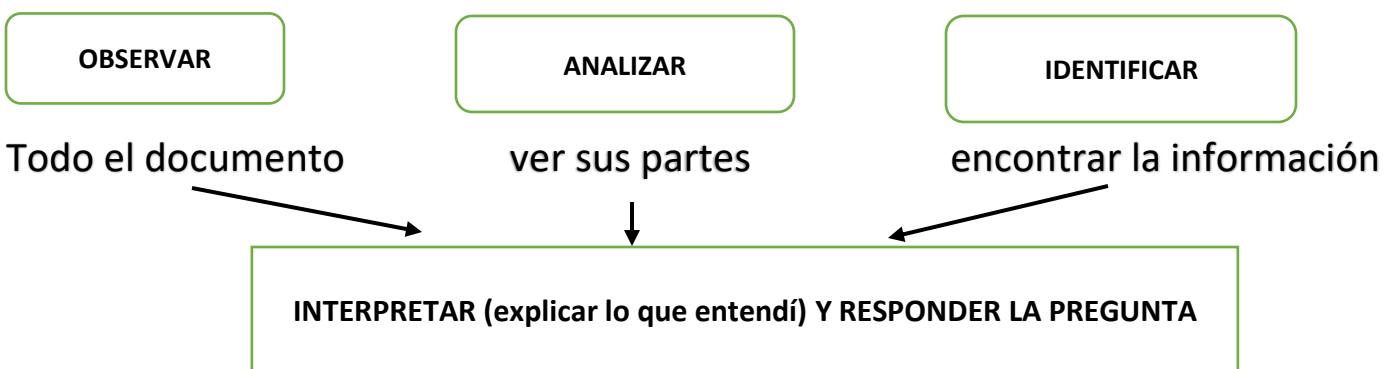 OBSERVAR
ANALIZAR
IDENTIFICAR
Todo el documento
ver sus partes
encontrar la información
INTERPRETAR (explicar lo que entendí) Y RESPONDER LA PREGUNTA